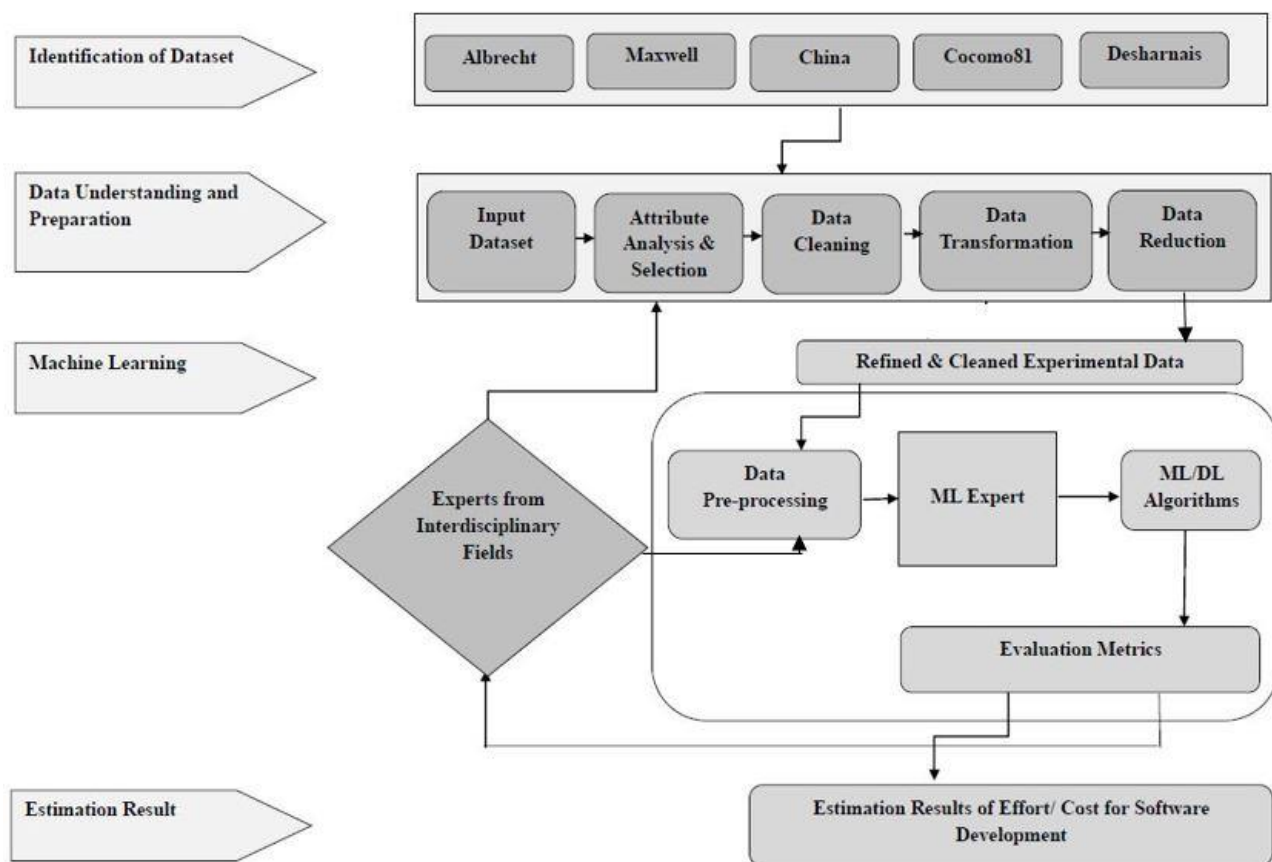 Identification of Dataset
Albrecht
Maxwell
China
Cocomo81
Desharnais
Data Understanding and
Preparation
Input
Dataset
Attribute
Analysis &
Selection
Data
Cleaning
Data
Transformation
Data
Reduction
Machine Learning
Refined & Cleaned Experimental Data
Experts from
Interdisciplinary
Fields
Data
Pre-processing
ML Expert
ML/DL
Algorithms
Evaluation Metrics
Estimation Result
Estimation Results of Effort/ Cost for Software
Development